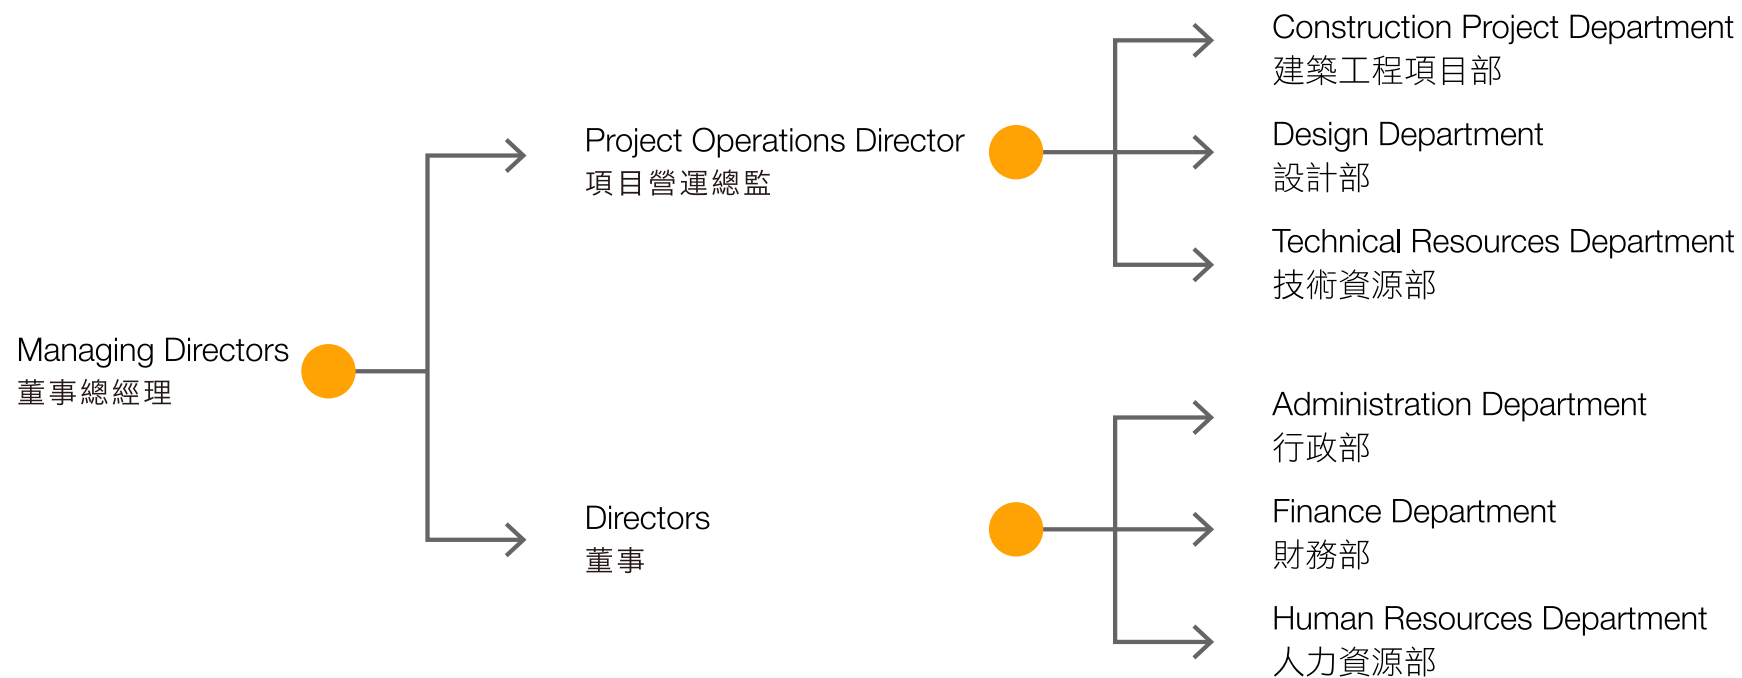 Managing Directors
董事總經理
Project Operations Director
項目營運總監
Construction Project Department
建築工程項目部
Design Department
設計部
Technical Resources Department
技術資源部
Directors
董事
Administration Department
行政部
Finance Department
財務部
Human Resources Department
人力資源部